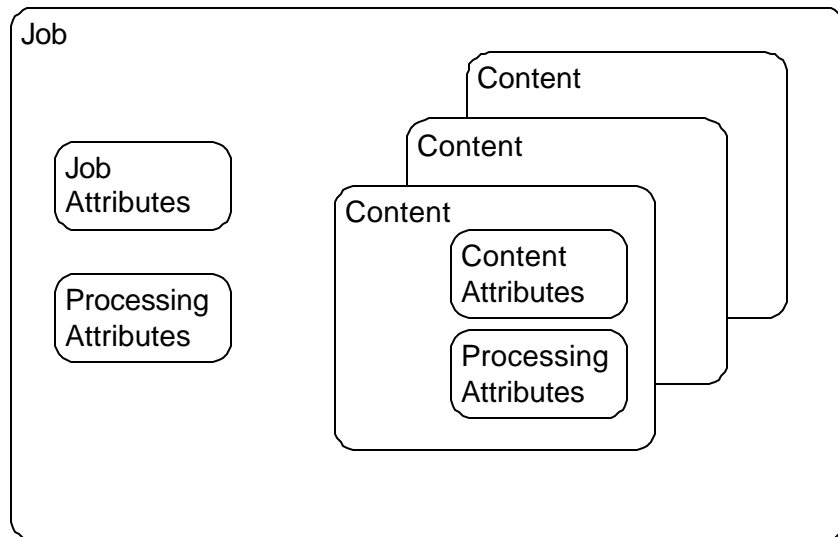 Job
Content
Content
Job
Attributes
Content
Content
Attributes
Processing
Attributes
Processing
Attributes